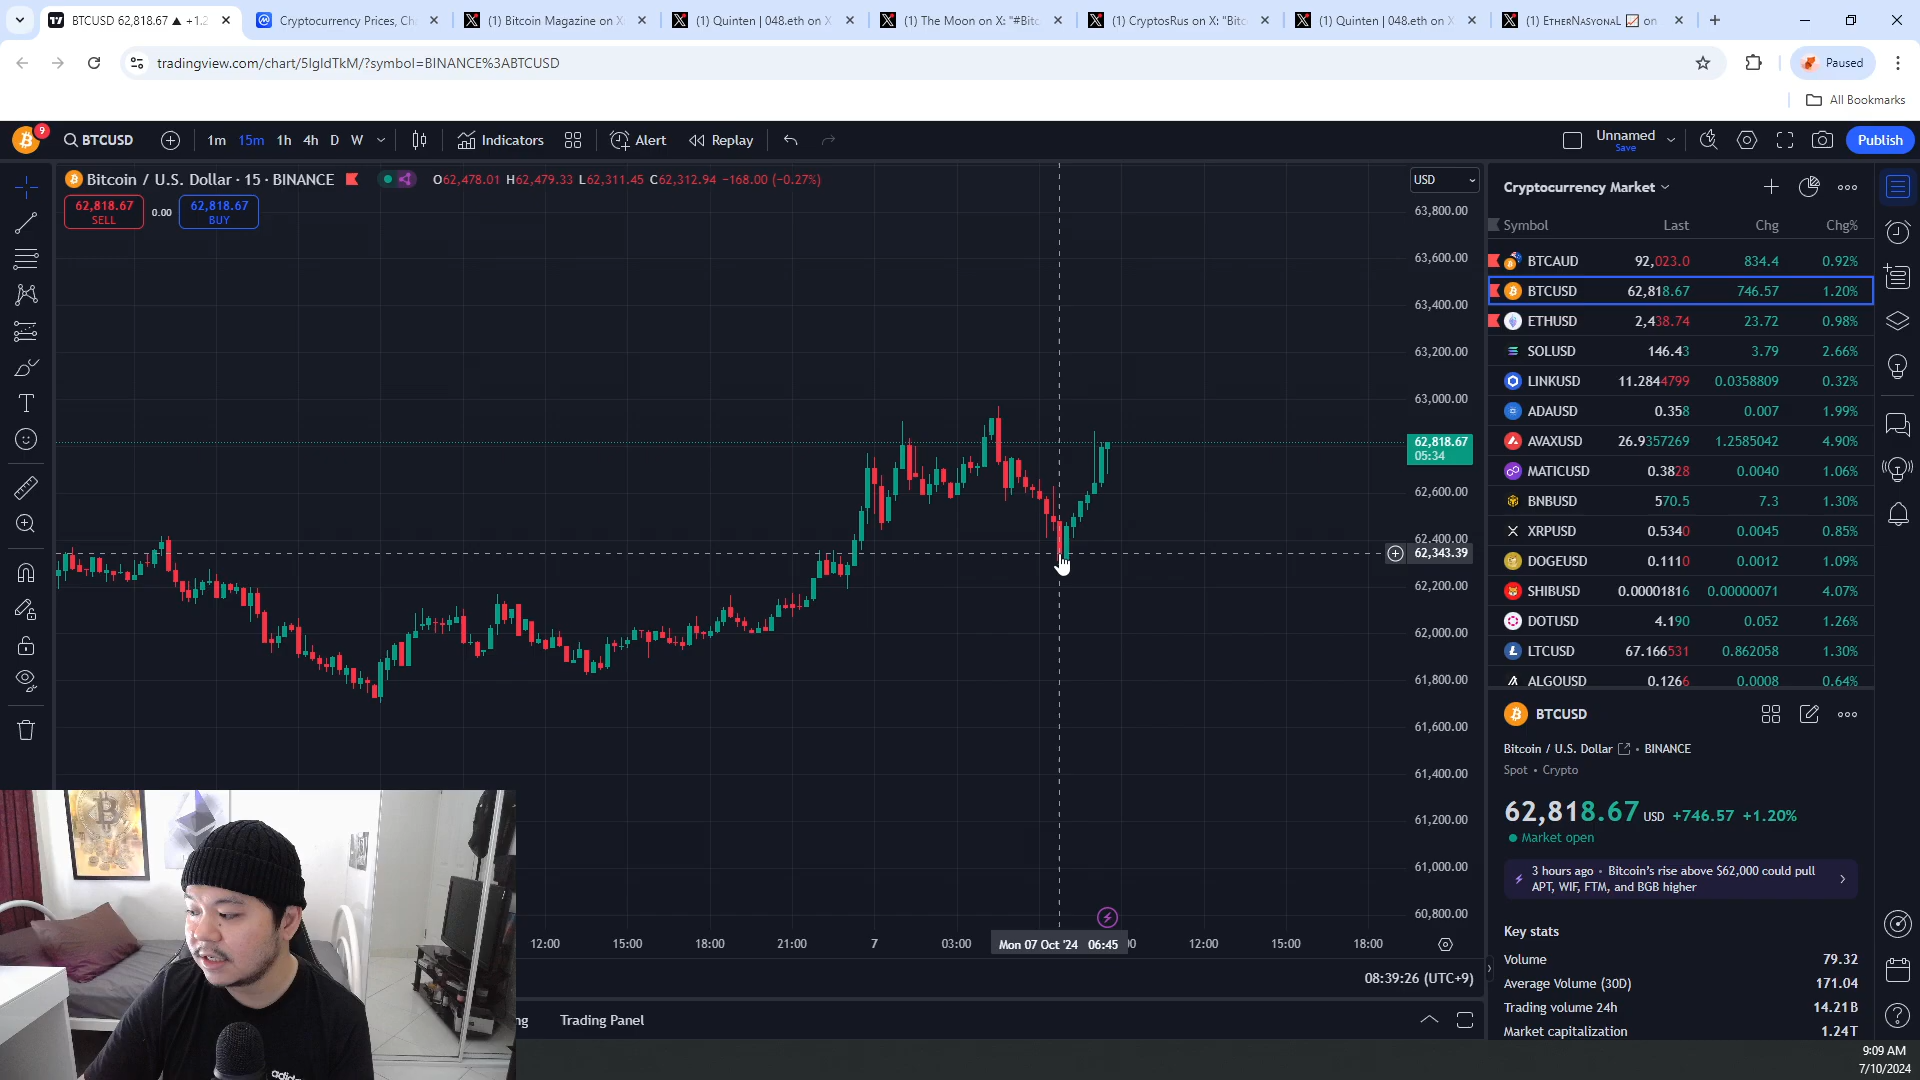 BTCUSD 62,818.67 ▲ +1.2
Cryptocurrency Prices, Ch
(1) Bitcoin Magazine on X
(1) Quinten | 048.eth on X
(1) The Moon on X: "#Bitc
(1) CryptosRus on X: "Bitc
(1) Quinten | 048.eth on X
(1) EtherNasyonaL 📈 on
tradingview.com/chart/5IgIdTkM/?symbol=BINANCE%3ABTCUSD
Paused
All Bookmarks
9
BTCUSD
1m 15m 1h 4h D W
Indicators
Alert
Replay
Unnamed
Save
Publish
Bitcoin / U.S. Dollar · 15 · BINANCE
O62,478.01 H62,479.33 L62,311.45 C62,312.94 −168.00 (−0.27%)
USD
62,818.67
SELL
0.00
62,818.67
BUY
63,800.00
63,600.00
63,400.00
63,200.00
63,000.00
62,818.67
05:34
62,600.00
62,400.00
62,343.39
62,200.00
62,000.00
61,800.00
61,600.00
61,400.00
61,200.00
61,000.00
60,800.00
12:00 15:00 18:00 21:00 7 03:00 Mon 07 Oct '24 06:45 12:00 15:00 18:00
08:39:26 (UTC+9)
Trading Panel
Cryptocurrency Market
Symbol Last Chg Chg%
BTCAUD 92,023.0 834.4 0.92%
BTCUSD 62,818.67 746.57 1.20%
ETHUSD 2,438.74 23.72 0.98%
SOLUSD 146.43 3.79 2.66%
LINKUSD 11.2844799 0.0358809 0.32%
ADAUSD 0.358 0.007 1.99%
AVAXUSD 26.9357269 1.2585042 4.90%
MATICUSD 0.3828 0.0040 1.06%
BNBUSD 570.5 7.3 1.30%
XRPUSD 0.5340 0.0045 0.85%
DOGEUSD 0.1110 0.0012 1.09%
SHIBUSD 0.00001816 0.00000071 4.07%
DOTUSD 4.190 0.052 1.26%
LTCUSD 67.166531 0.862058 1.30%
ALGOUSD 0.1266 0.0008 0.64%
BTCUSD
Bitcoin / U.S. Dollar • BINANCE
Spot • Crypto
62,818.67 USD +746.57 +1.20%
Market open
3 hours ago • Bitcoin's rise above $62,000 could pull
APT, WIF, FTM, and BGB higher
Key stats
Volume 79.32
Average Volume (30D) 171.04
Trading volume 24h 14.21B
Market capitalization 1.24T
9:09 AM
7/10/2024